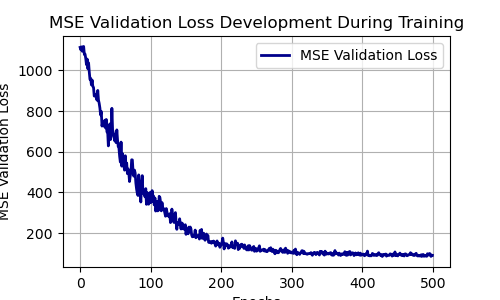 MSE Validation Loss Development During Training
MSE Validation Loss
MSE Validation Loss
1000
800
600
400
200
0
100
200
300
400
500
Epochs